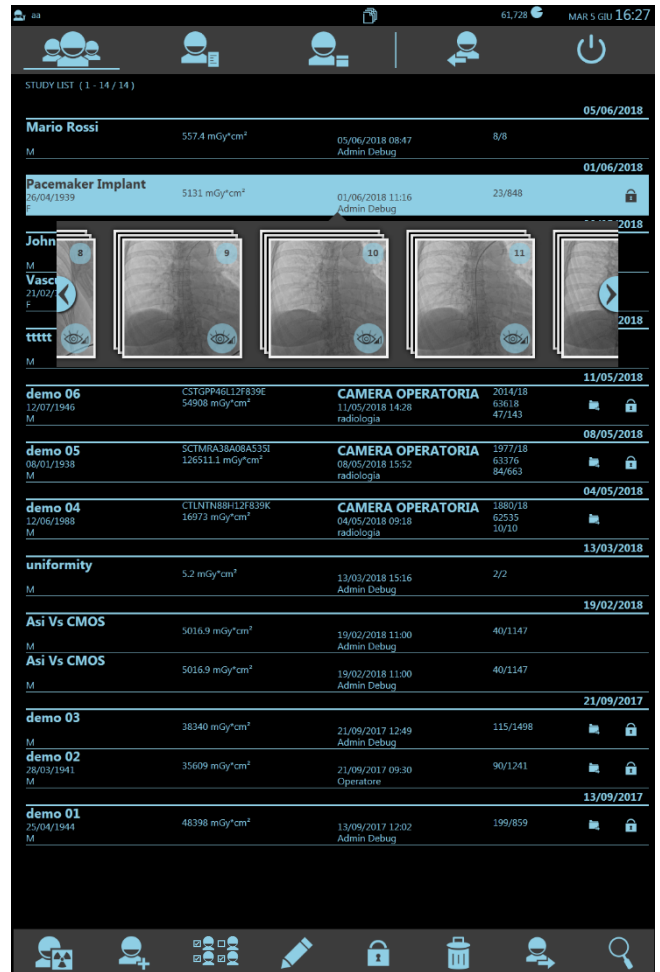 aa 61,728 MAR 5 GIU 16:27
STUDY LIST ( 1 - 14 / 14 )
05/06/2018
Mario Rossi
557.4 mGy*cm² 05/06/2018 08:47 8/8
M Admin Debug
01/06/2018
Pacemaker Implant
26/04/1939 5131 mGy*cm² 01/06/2018 11:16 23/848
F Admin Debug
2018
John
8 9 10 11
M
Vasc
21/02/
F
2018
ttttt
M
11/05/2018
demo 06 CSTGPP46L12F839E CAMERA OPERATORIA 2014/18
12/07/1946 54908 mGy*cm² 11/05/2018 14:28 63618
M radiologia 47/143
08/05/2018
demo 05 SCTMRA38A08A535I CAMERA OPERATORIA 1977/18
08/01/1938 126511.1 mGy*cm² 08/05/2018 15:52 63376
M radiologia 84/663
04/05/2018
demo 04 CTLNTN88H12F839K CAMERA OPERATORIA 1880/18
12/06/1988 16973 mGy*cm² 04/05/2018 09:18 62535
M radiologia 10/10
13/03/2018
uniformity
5.2 mGy*cm² 13/03/2018 15:16 2/2
M Admin Debug
19/02/2018
Asi Vs CMOS
5016.9 mGy*cm² 19/02/2018 11:00 40/1147
M Admin Debug
Asi Vs CMOS
5016.9 mGy*cm² 19/02/2018 11:00 40/1147
M Admin Debug
21/09/2017
demo 03
38340 mGy*cm² 21/09/2017 12:49 115/1498
M Admin Debug
demo 02
28/03/1941 35609 mGy*cm² 21/09/2017 09:30 90/1241
M Operatore
13/09/2017
demo 01
25/04/1944 48398 mGy*cm² 13/09/2017 12:02 199/859
M Admin Debug